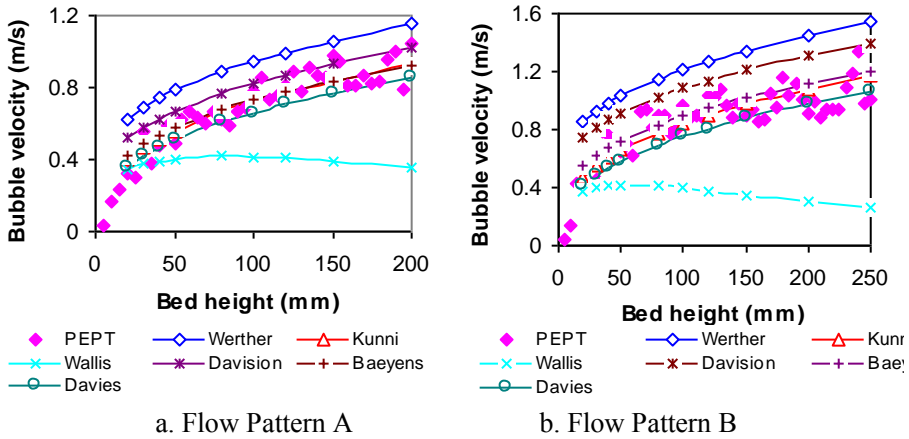 Bubble velocity (m/s)
1.2
0.8
0.4
0
0 50 100 150 200
Bed height (mm)
PEPT Werther Kunni
Wallis Davision Baeyens
Davies
a. Flow Pattern A
Bubble velocity (m/s)
1.6
1.2
0.8
0.4
0
0 50 100 150 200 250
Bed height (mm)
PEPT Werther Kunn
Wallis Davision Baey
Davies
b. Flow Pattern B